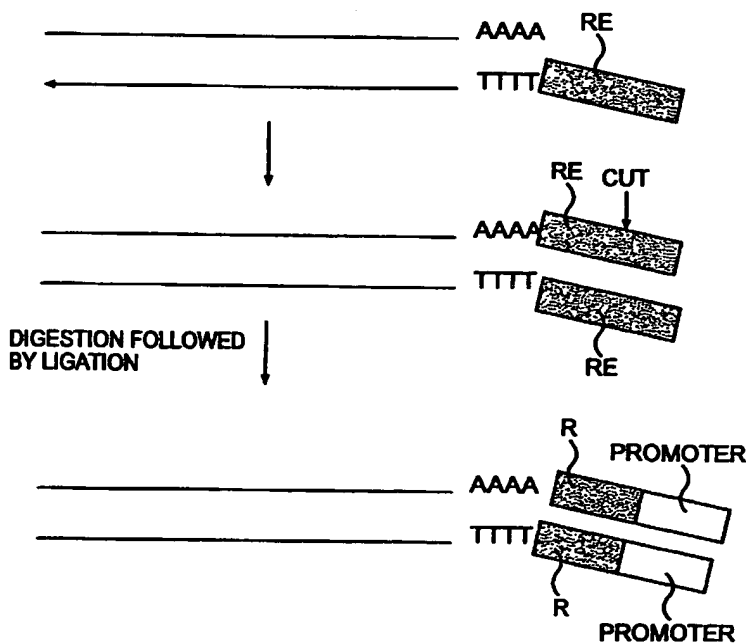 RE
AAAA
TTTT
RE CUT
AAAA
TTTT
DIGESTION FOLLOWED
BY LIGATION
RE
R
PROMOTER
AAAA
TTTT
R
PROMOTER